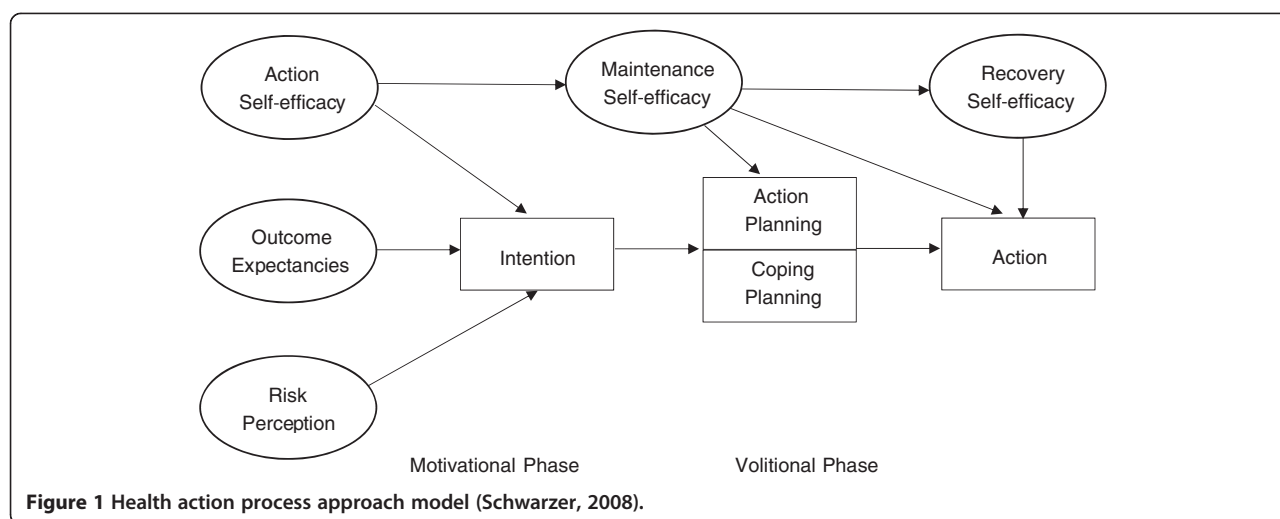 Action
Self-efficacy
Maintenance
Self-efficacy
Recovery
Self-efficacy
Outcome
Expectancies
Intention
Action
Planning
Coping
Planning
Action
Risk
Perception
Motivational Phase
Volitional Phase
Figure 1 Health action process approach model (Schwarzer, 2008).